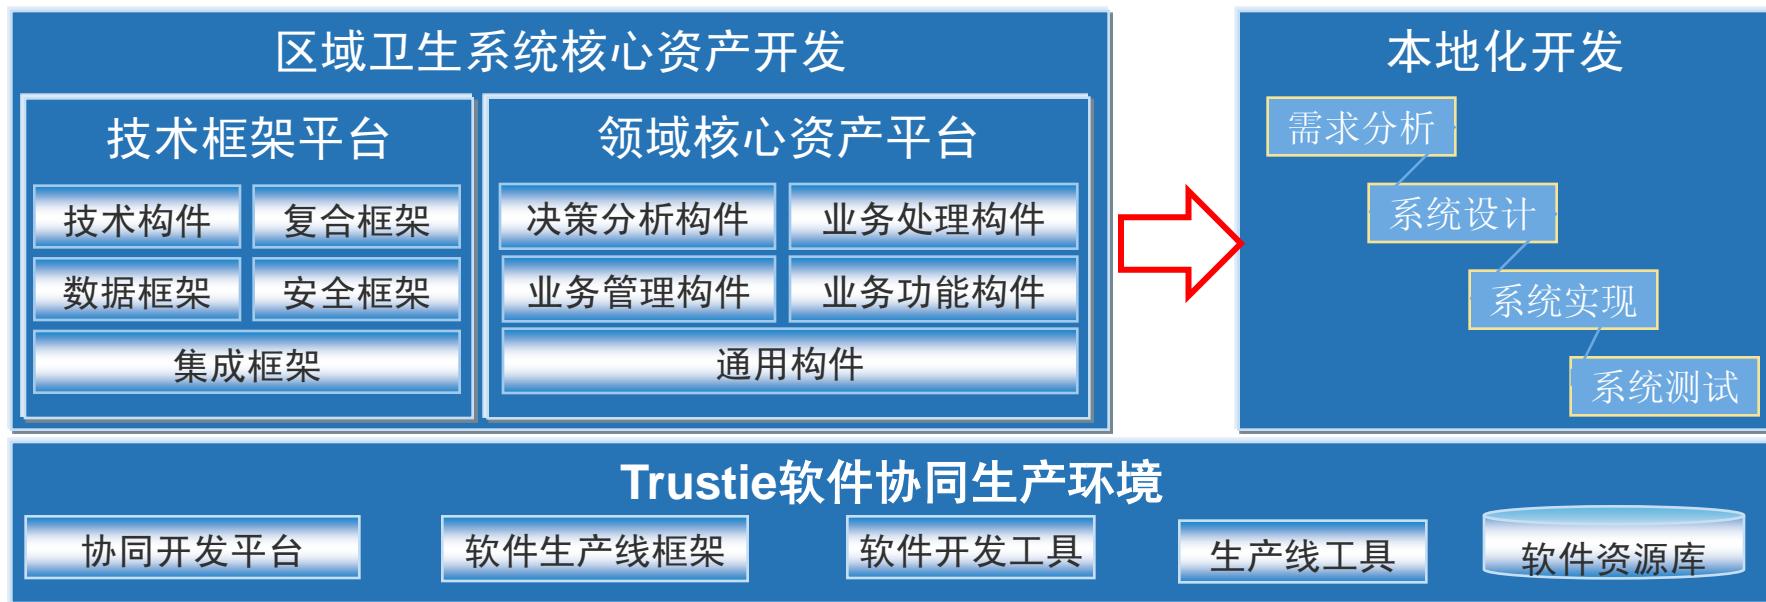 区域卫生系统核心资产开发
技术框架平台
技术构件
复合框架
数据框架
安全框架
集成框架
领域核心资产平台
决策分析构件
业务处理构件
业务管理构件
业务功能构件
通用构件
本地化开发
需求分析
系统设计
系统实现
系统测试
Trustie软件协同生产环境
协同开发平台
软件生产线框架
软件开发工具
生产线工具
软件资源库